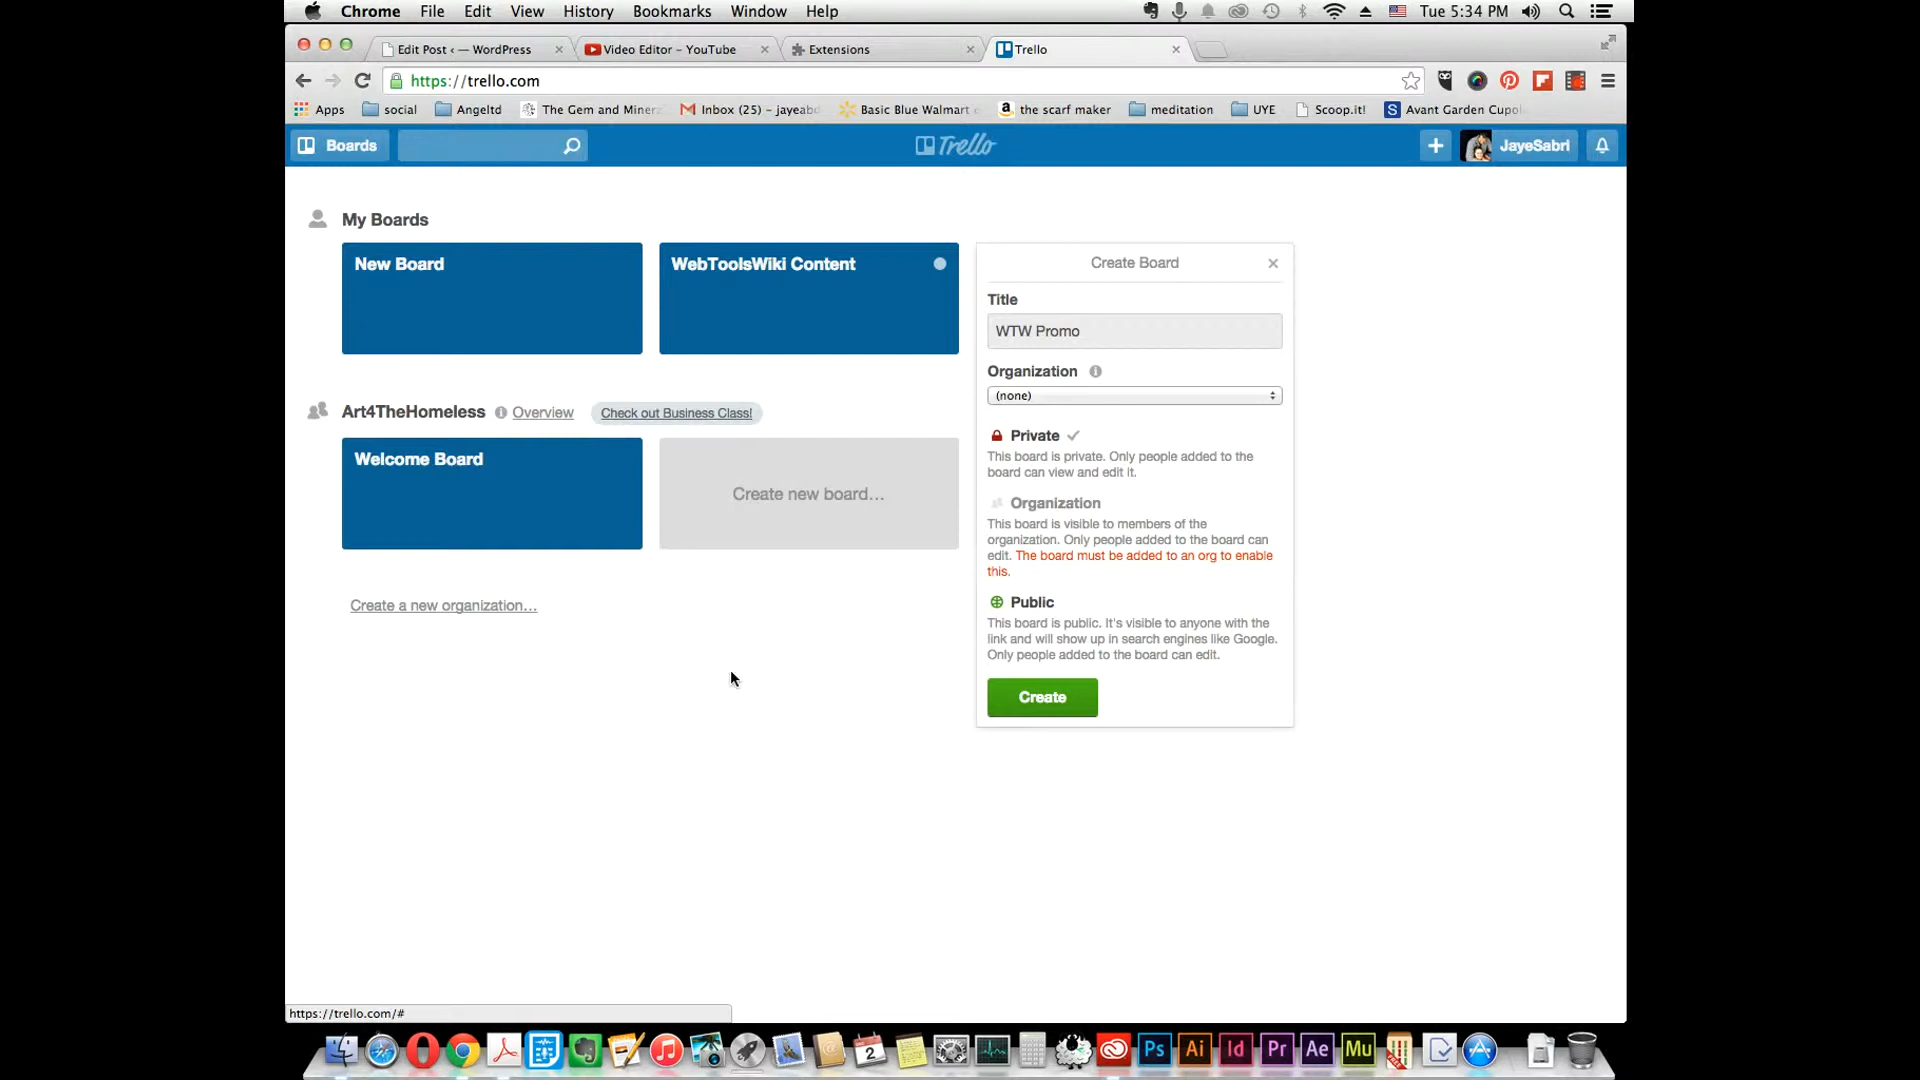 Chrome File Edit View History Bookmarks Window Help
Tue 5:34 PM
Edit Post ‹ — WordPress
Video Editor - YouTube
Extensions
Trello
https://trello.com
Apps
social
Angeltd
The Gem and Minera
Inbox (25) - jayeabd
Basic Blue Walmart
the scarf maker
meditation
UYE
Scoop.it!
Avant Garden Cupo
Boards
Trello
JayeSabri
My Boards
New Board
WebToolsWiki Content
Create Board
Title
WTW Promo
Organization
(none)
Private
This board is private. Only people added to the
board can view and edit it.
Organization
This board is visible to members of the
organization. Only people added to the board can
edit. The board must be added to an org to enable
this.
Public
This board is public. It's visible to anyone with the
link and will show up in search engines like Google.
Only people added to the board can edit.
Create
Art4TheHomeless
Overview
Check out Business Class!
Welcome Board
Create new board…
Create a new organization…
https://trello.com/#
2
Ps
Ai
Id
Pr
Ae
Mu